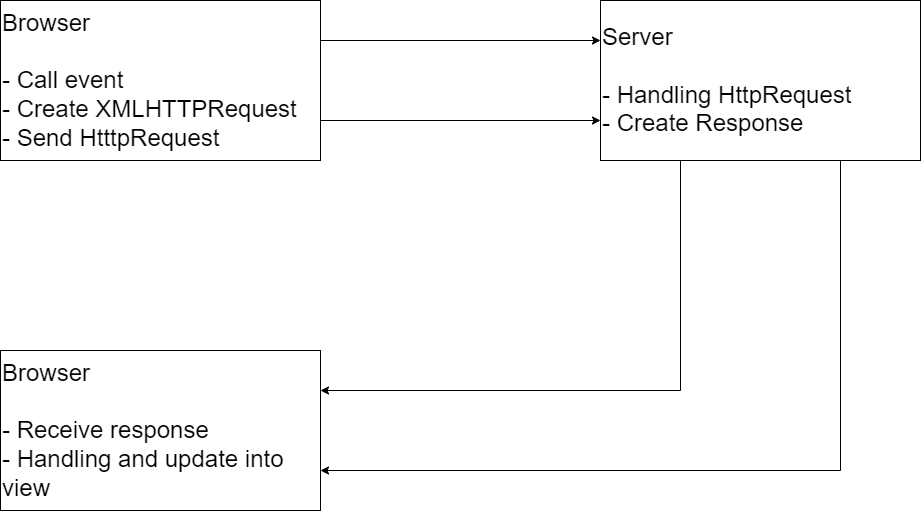 Browser
- Call event
- Create XMLHTTPRequest
- Send HtttpRequest
Server
- Handling HttpRequest
- Create Response
Browser
- Receive response
- Handling and update into
view